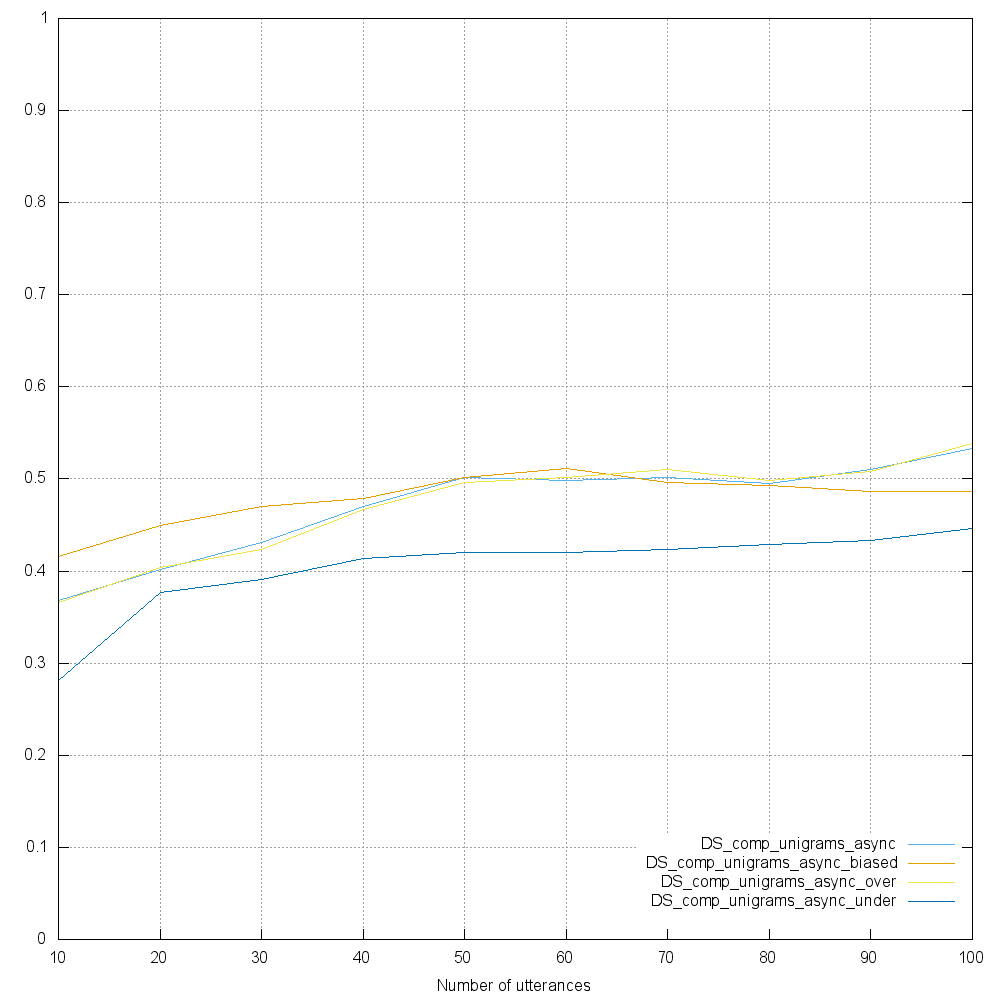 1
0.9
0.8
0.7
0.6
0.5
0.4
0.3
0.2
0.1
0
DS_comp_unigrams_async
DS_comp_unigrams_async_biased
DS_comp_unigrams_async_over
DS_comp_unigrams_async_under
10 20 30 40 50 60 70 80 90 100
Number of utterances